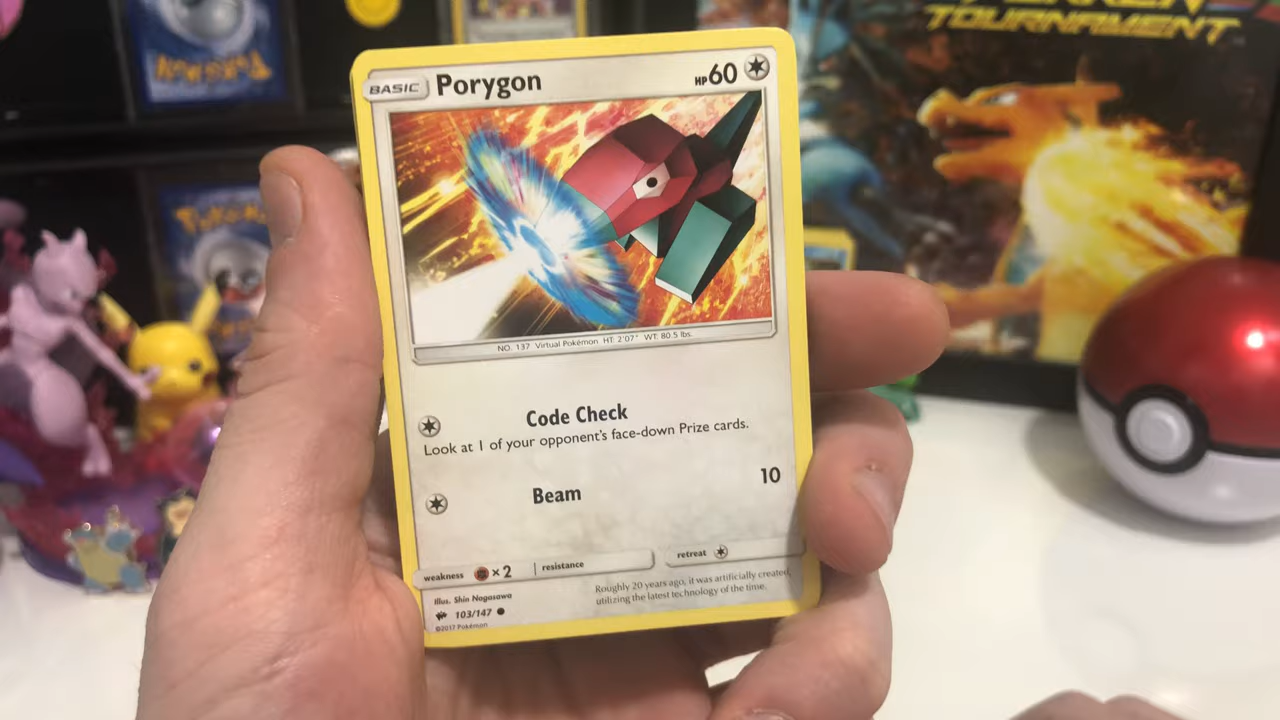 TOURNAMENT
BASIC Porygon HP60
NO. 137 Virtual Pokémon HT: 2'07" WT: 80.5 lbs.
Code Check
Look at 1 of your opponent's face-down Prize cards.
Beam 10
weakness ×2 resistance retreat
Roughly 20 years ago, it was artificially created,
utilizing the latest technology of the time.
Illus. Shin Nagasawa
103/147
©2017 Pokémon